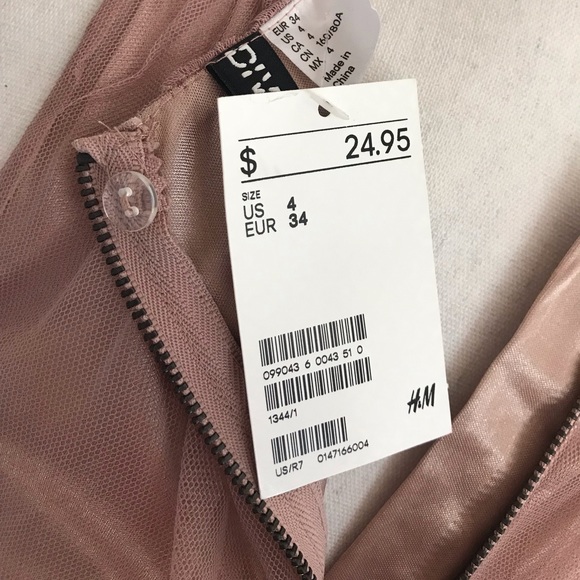 EUR 34
US 4
CA 4
CN 160/80A
MX 4
Made in
China
$ 24.95
SIZE
US 4
EUR 34
099043 6 0043 51 0
1344/1
H&M
US/R7 0147166004